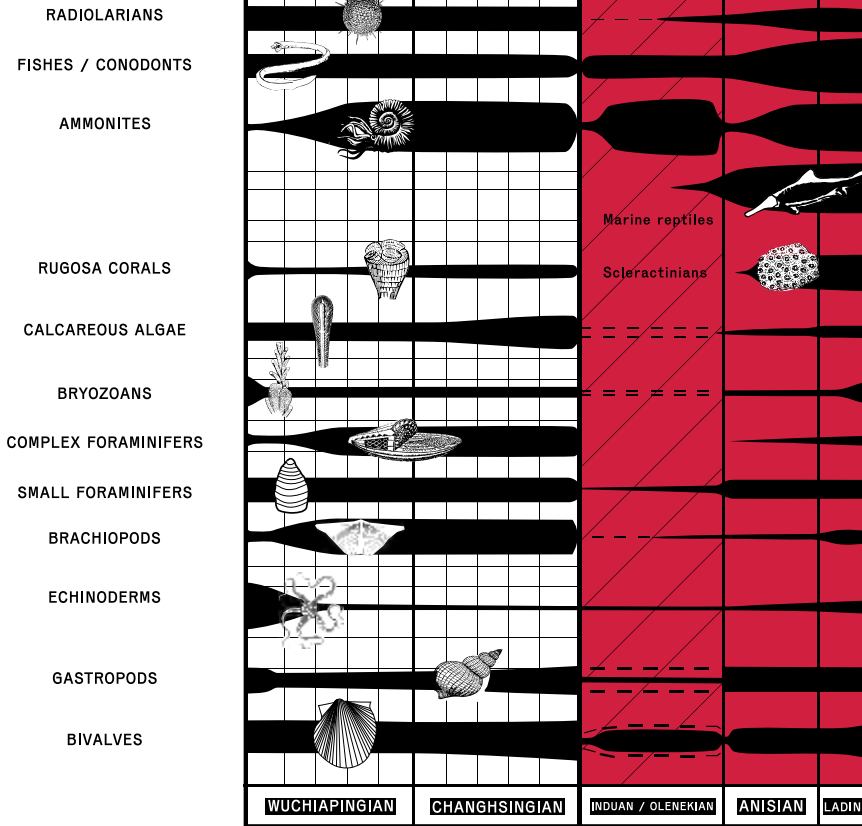 RADIOLARIANS
FISHES / CONODONTS
AMMONITES
Marine reptiles
RUGOSA CORALS
Scleractinians
CALCAREOUS ALGAE
BRYOZOANS
COMPLEX FORAMINIFERS
SMALL FORAMINIFERS
BRACHIOPODS
ECHINODERMS
GASTROPODS
BIVALVES
WUCHIAPINGIAN
CHANGHSINGIAN
INDUAN / OLENEKIAN
ANISIAN
LADIN